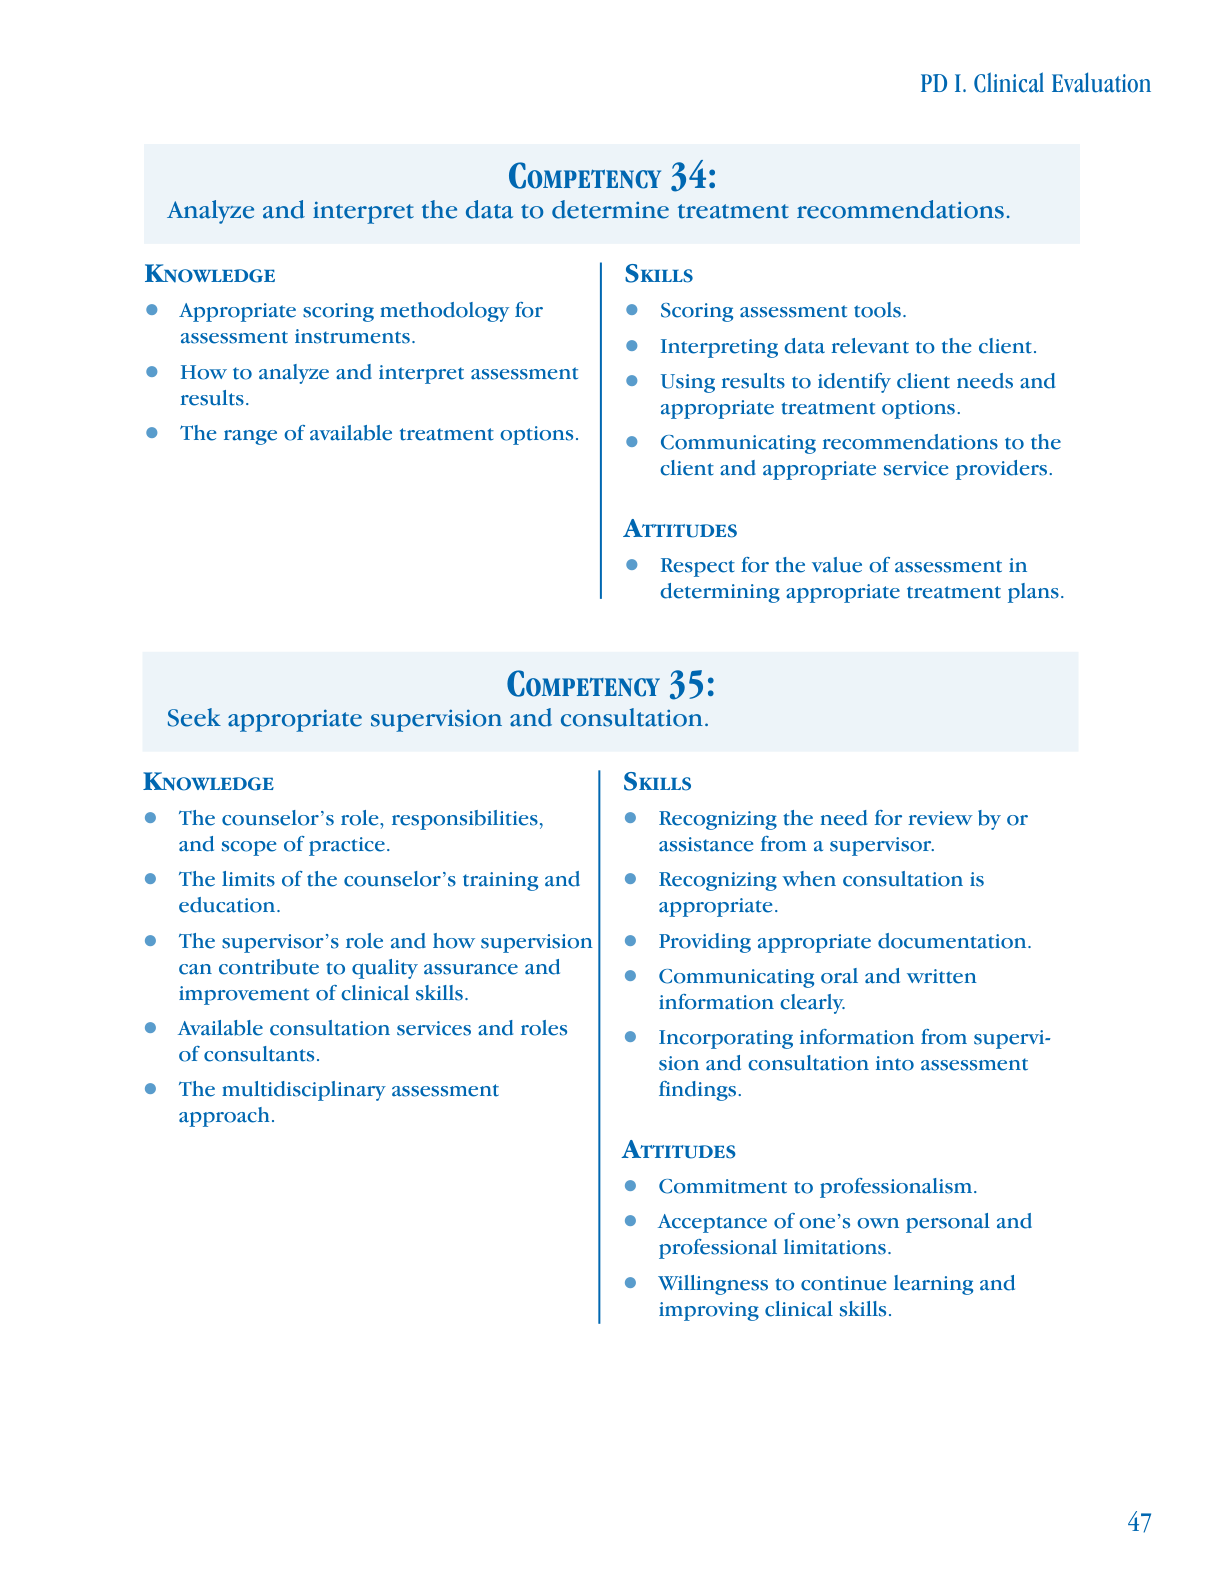 PD I. Clinical Evaluation
COMPETENCY 34:
Analyze and interpret the data to determine treatment recommendations.
KNOWLEDGE
● Appropriate scoring methodology for
assessment instruments.
● How to analyze and interpret assessment
results.
● The range of available treatment options.
SKILLS
● Scoring assessment tools.
● Interpreting data relevant to the client.
● Using results to identify client needs and
appropriate treatment options.
● Communicating recommendations to the
client and appropriate service providers.
ATTITUDES
● Respect for the value of assessment in
determining appropriate treatment plans.
COMPETENCY 35:
Seek appropriate supervision and consultation.
KNOWLEDGE
● The counselor’s role, responsibilities,
and scope of practice.
● The limits of the counselor’s training and
education.
● The supervisor’s role and how supervision
can contribute to quality assurance and
improvement of clinical skills.
● Available consultation services and roles
of consultants.
● The multidisciplinary assessment
approach.
SKILLS
● Recognizing the need for review by or
assistance from a supervisor.
● Recognizing when consultation is
appropriate.
● Providing appropriate documentation.
● Communicating oral and written
information clearly.
● Incorporating information from supervi-
sion and consultation into assessment
findings.
ATTITUDES
● Commitment to professionalism.
● Acceptance of one’s own personal and
professional limitations.
● Willingness to continue learning and
improving clinical skills.
47